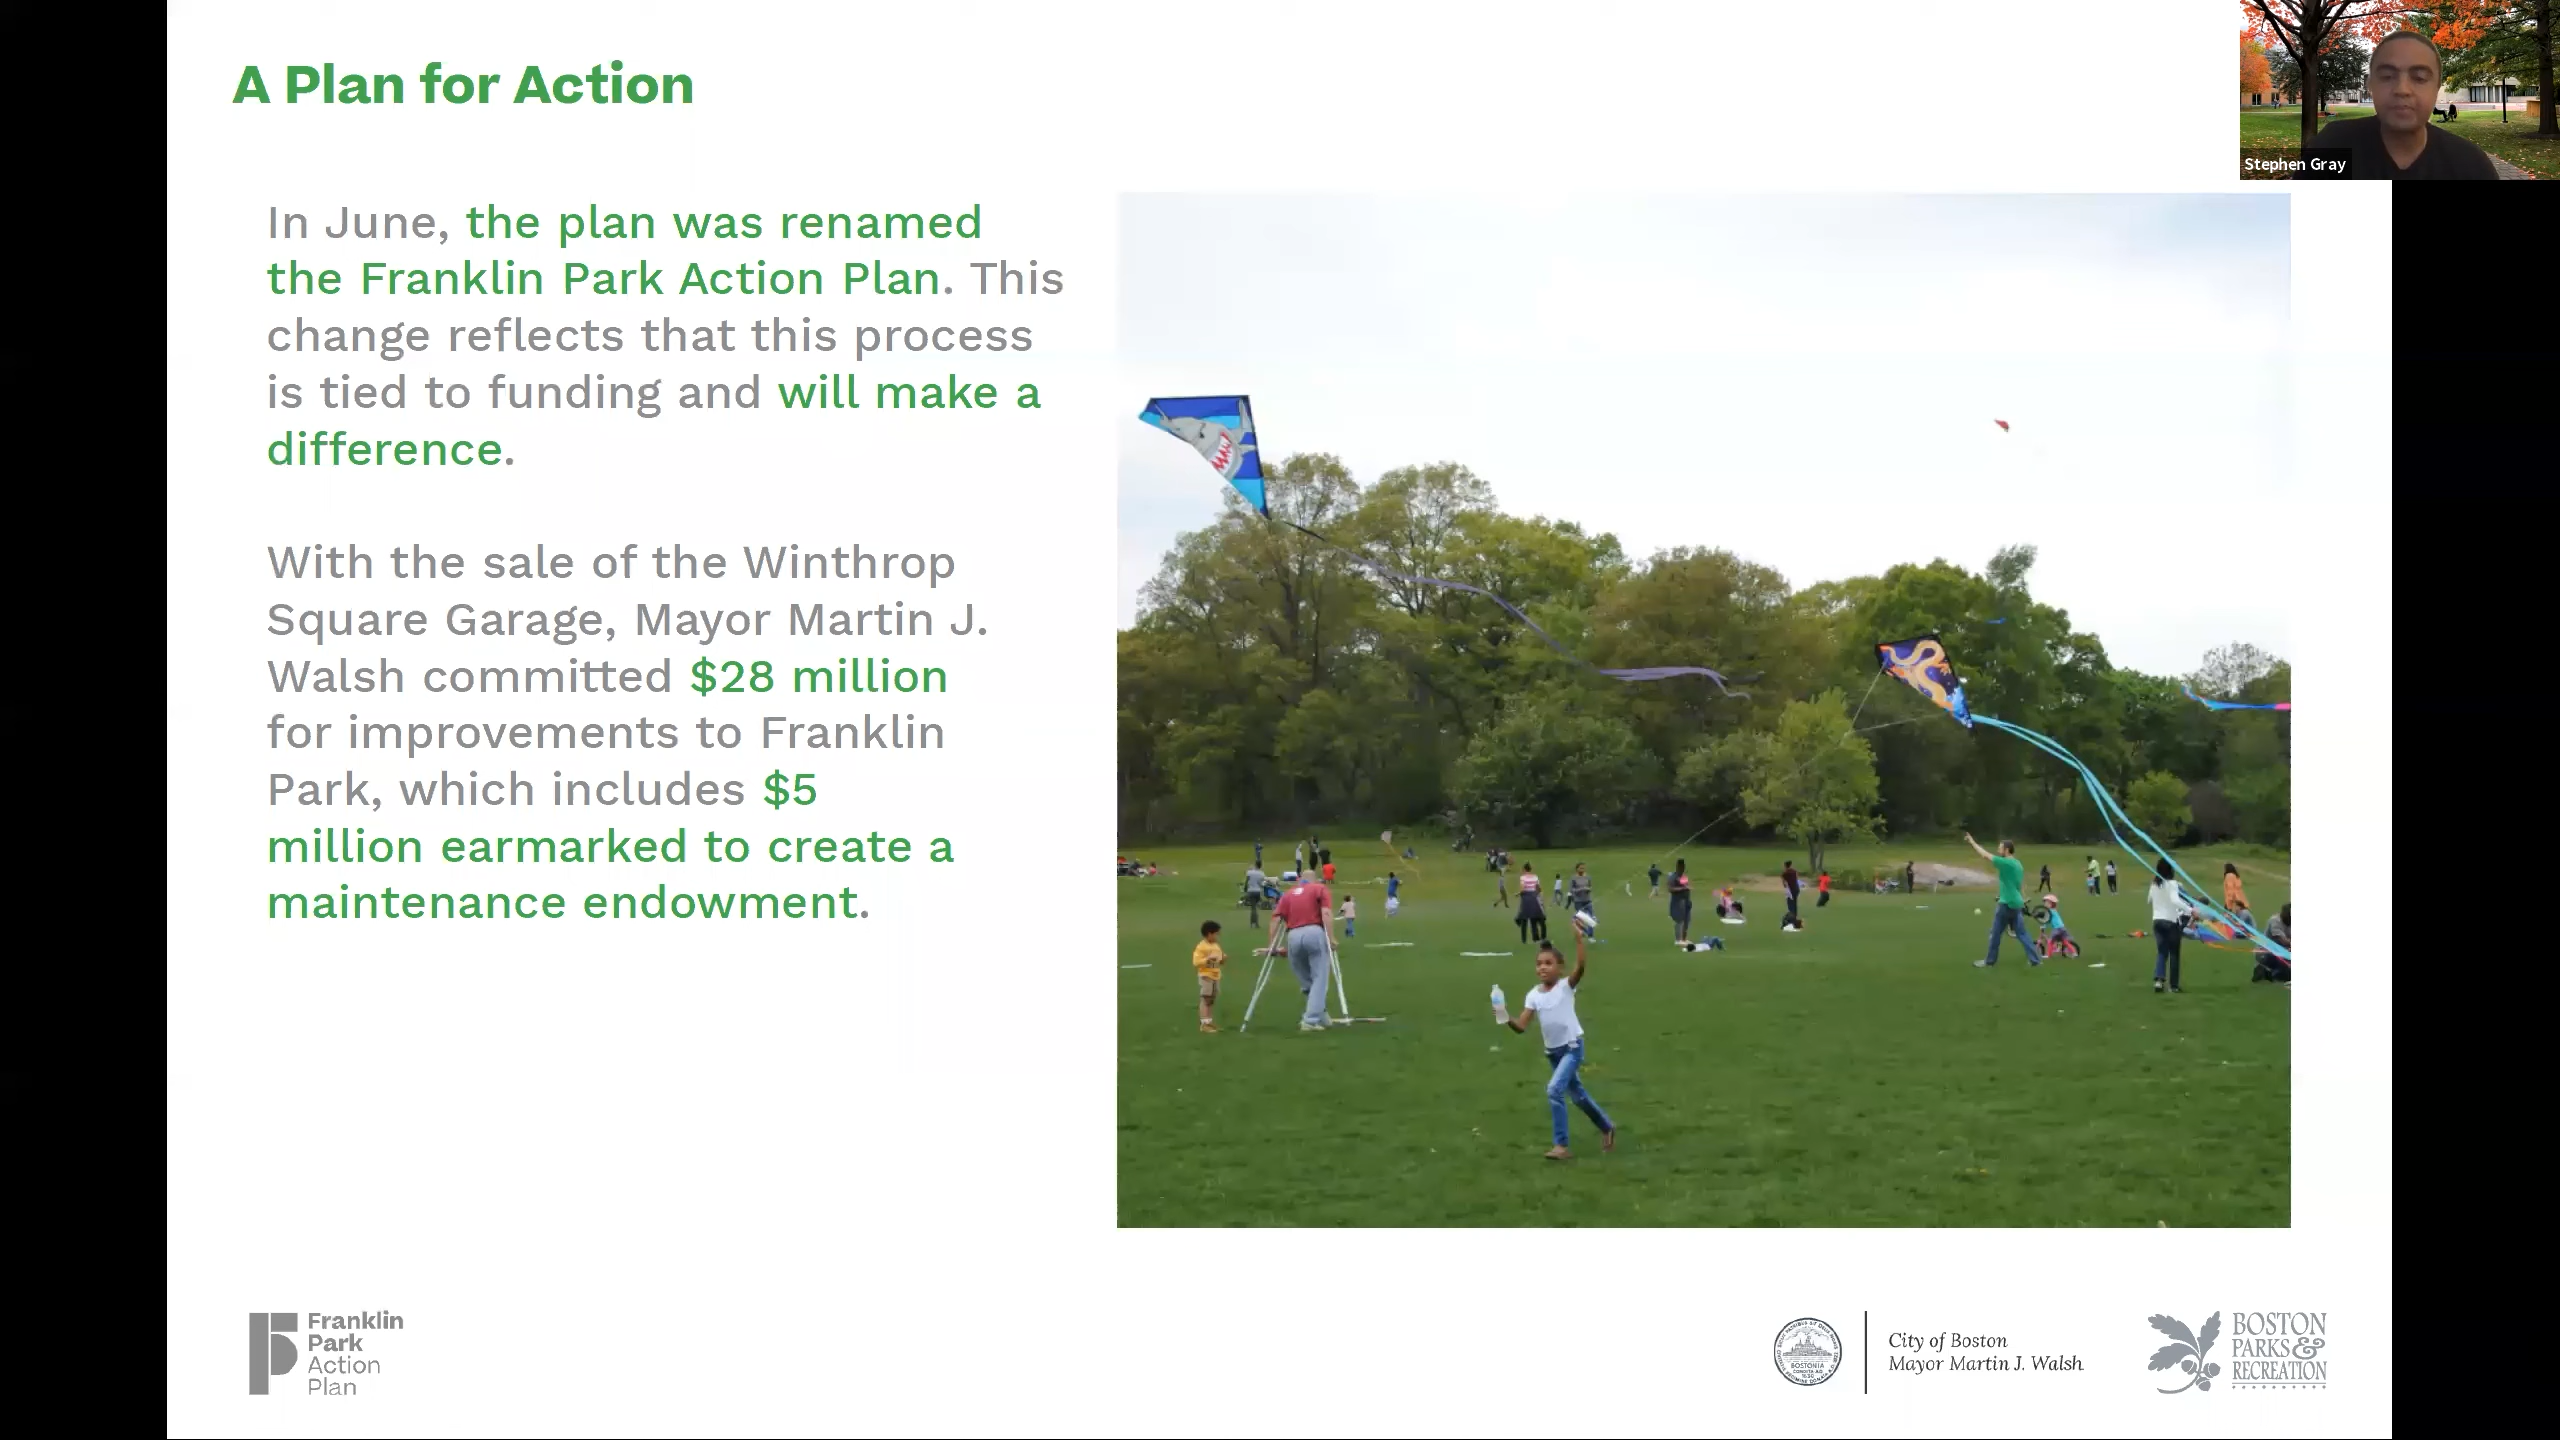 A Plan for Action
Stephen Gray
In June, the plan was renamed
the Franklin Park Action Plan. This
change reflects that this process
is tied to funding and will make a
difference.
With the sale of the Winthrop
Square Garage, Mayor Martin J.
Walsh committed $28 million
for improvements to Franklin
Park, which includes $5
million earmarked to create a
maintenance endowment.
Franklin
Park
Action
Plan
BOSTONIA
City of Boston
Mayor Martin J. Walsh
BOSTON
PARKS &
RECREATION